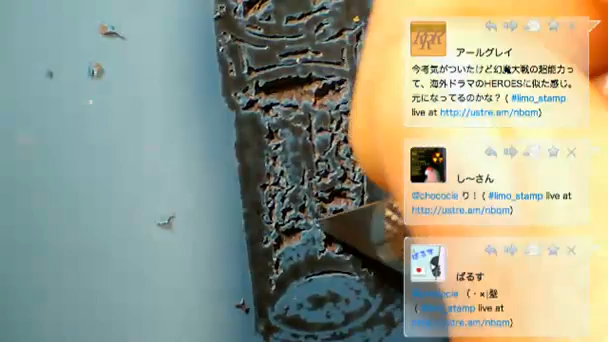 アールグレイ
今考気がついたけど幻魔大戦の超能力っ
て、海外ドラマのHEROESに似た感じ。
元になってるのかな？ ( #limo_stamp
live at http://ustre.am/nbqm)
し〜さん
@chococie り！ ( #limo_stamp live at
http://ustre.am/nbqm)
ぱるす
@chococie （・×|壁
( #limo_stamp live at
http://ustre.am/nbqm)